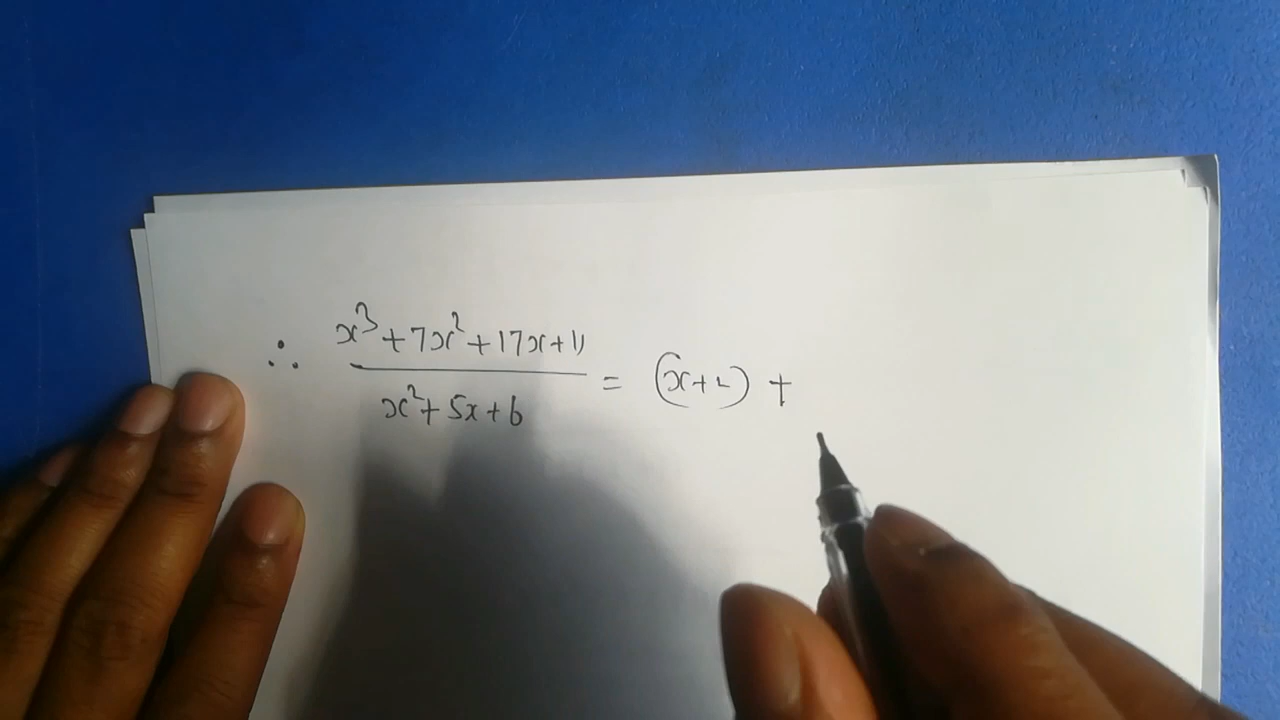 ∴ (x³ + 7x² + 17x + 11)/(x² + 5x + 6) = (x + 2) +